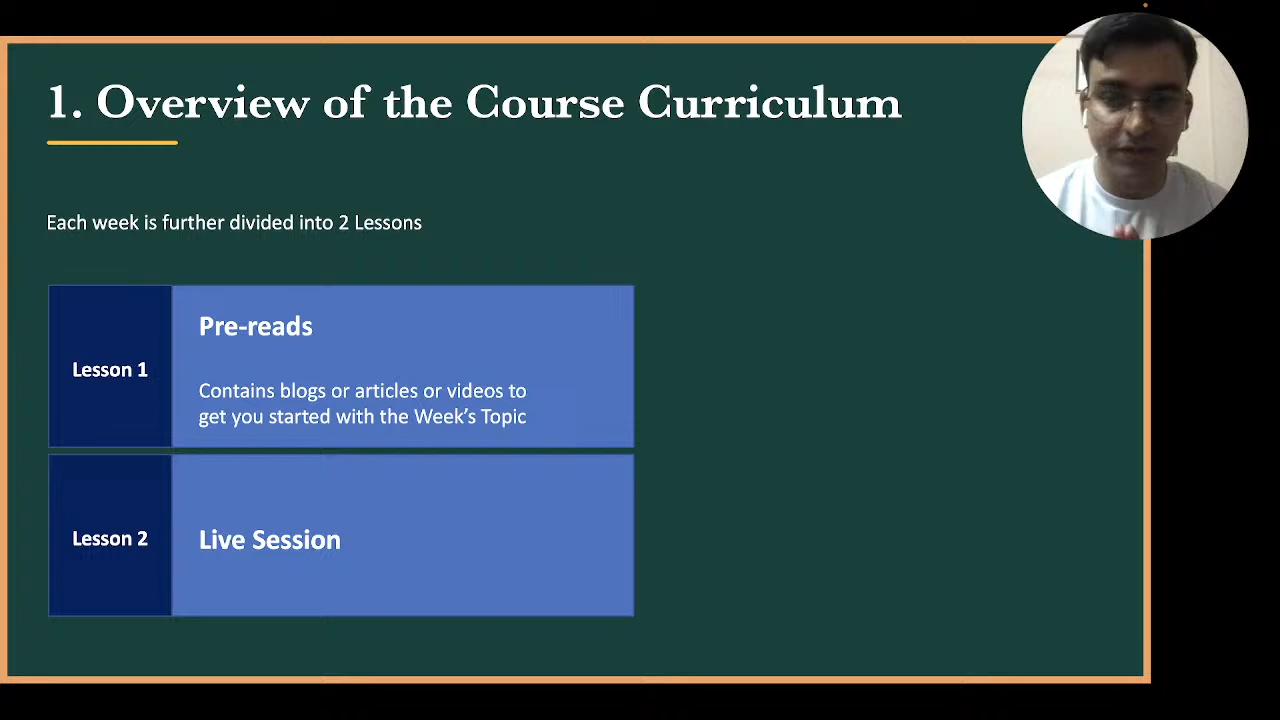 1. Overview of the Course Curriculum
Each week is further divided into 2 Lessons
Lesson 1
Pre-reads
Contains blogs or articles or videos to
get you started with the Week’s Topic
Lesson 2
Live Session